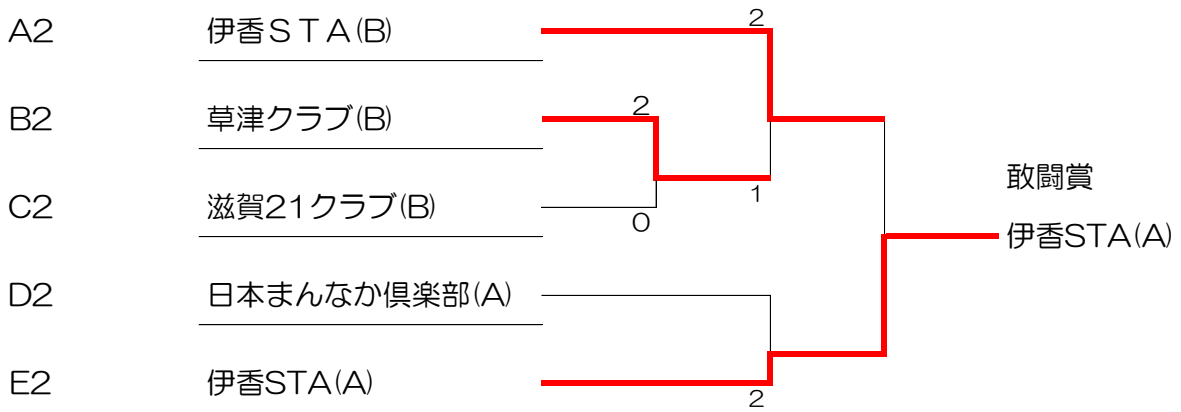 A2 伊香STA(B) 2
B2 草津クラブ(B) 2
1
C2 滋賀21クラブ(B) 0
敢闘賞
伊香STA(A)
D2 日本まんなか倶楽部(A)
E2 伊香STA(A) 2